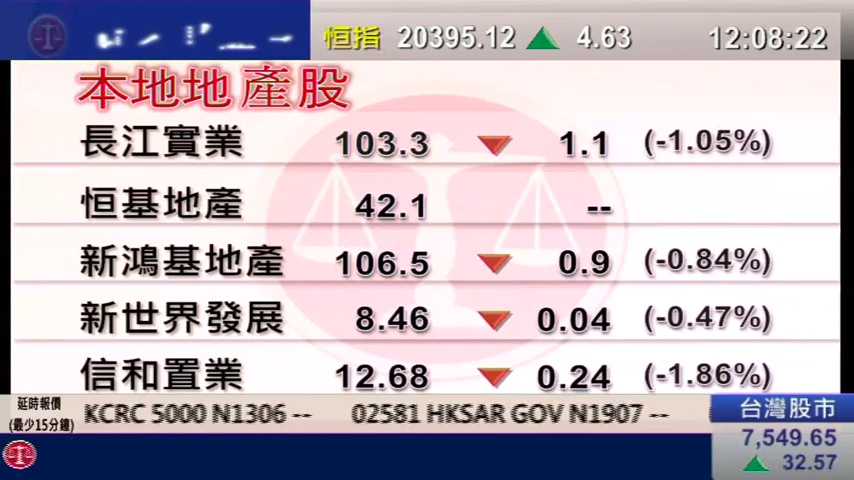 恒指 20395.12 ▲ 4.63 12:08:22
本地地產股
長江實業 103.3 ▼ 1.1 (-1.05%)
恒基地產 42.1 --
新鴻基地產 106.5 ▼ 0.9 (-0.84%)
新世界發展 8.46 ▼ 0.04 (-0.47%)
信和置業 12.68 ▼ 0.24 (-1.86%)
延時報價
(最少15分鐘)
KCRC 5000 N1306 -- 02581 HKSAR GOV N1907 --
台灣股市
7,549.65
▲ 32.57